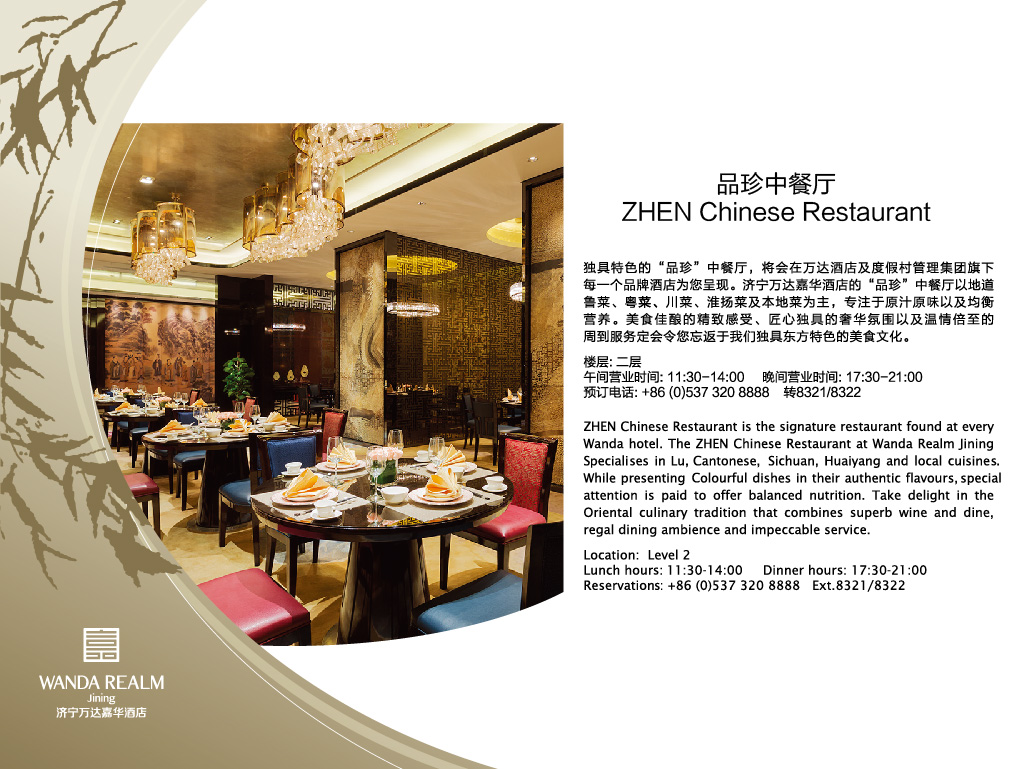 品珍中餐厅
ZHEN Chinese Restaurant
独具特色的“品珍”中餐厅，将会在万达酒店及度假村管理集团旗下
每一个品牌酒店为您呈现。济宁万达嘉华酒店的“品珍”中餐厅以地道
鲁菜、粤菜、川菜、淮扬菜及本地菜为主，专注于原汁原味以及均衡
营养。美食佳酿的精致感受、匠心独具的奢华氛围以及温情倍至的
周到服务定会令您忘返于我们独具东方特色的美食文化。
楼层: 二层
午间营业时间: 11:30-14:00 晚间营业时间: 17:30-21:00
预订电话: +86 (0)537 320 8888 转8321/8322
ZHEN Chinese Restaurant is the signature restaurant found at every
Wanda hotel. The ZHEN Chinese Restaurant at Wanda Realm Jining
Specialises in Lu, Cantonese, Sichuan, Huaiyang and local cuisines.
While presenting Colourful dishes in their authentic flavours, special
attention is paid to offer balanced nutrition. Take delight in the
Oriental culinary tradition that combines superb wine and dine,
regal dining ambience and impeccable service.
Location: Level 2
Lunch hours: 11:30-14:00 Dinner hours: 17:30-21:00
Reservations: +86 (0)537 320 8888 Ext.8321/8322
WANDA REALM
Jining
济宁万达嘉华酒店